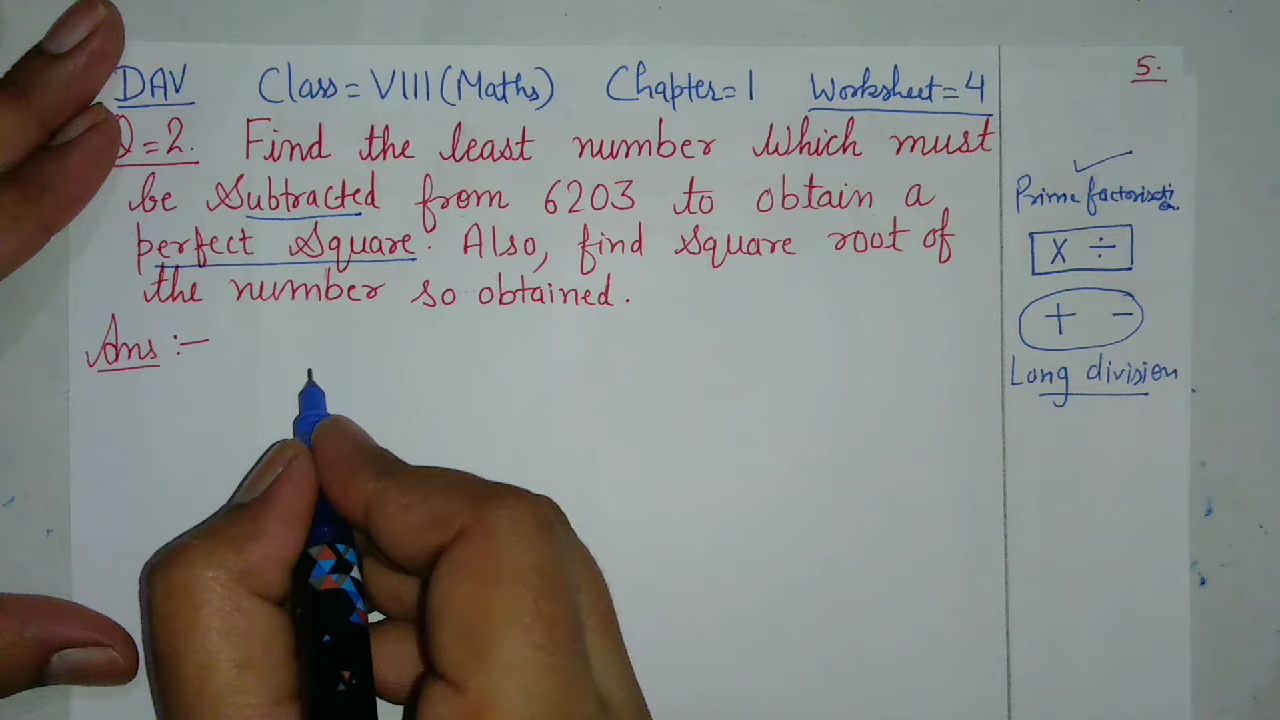 DAV Class=VIII (Maths) Chapter=1 Worksheet=4
Q=2. Find the least number which must
be Subtracted from 6203 to obtain a
perfect Square. Also, find square root of
the number so obtained.
Ans :-
5.
Prime factorisation
× ÷
+ −
Long division